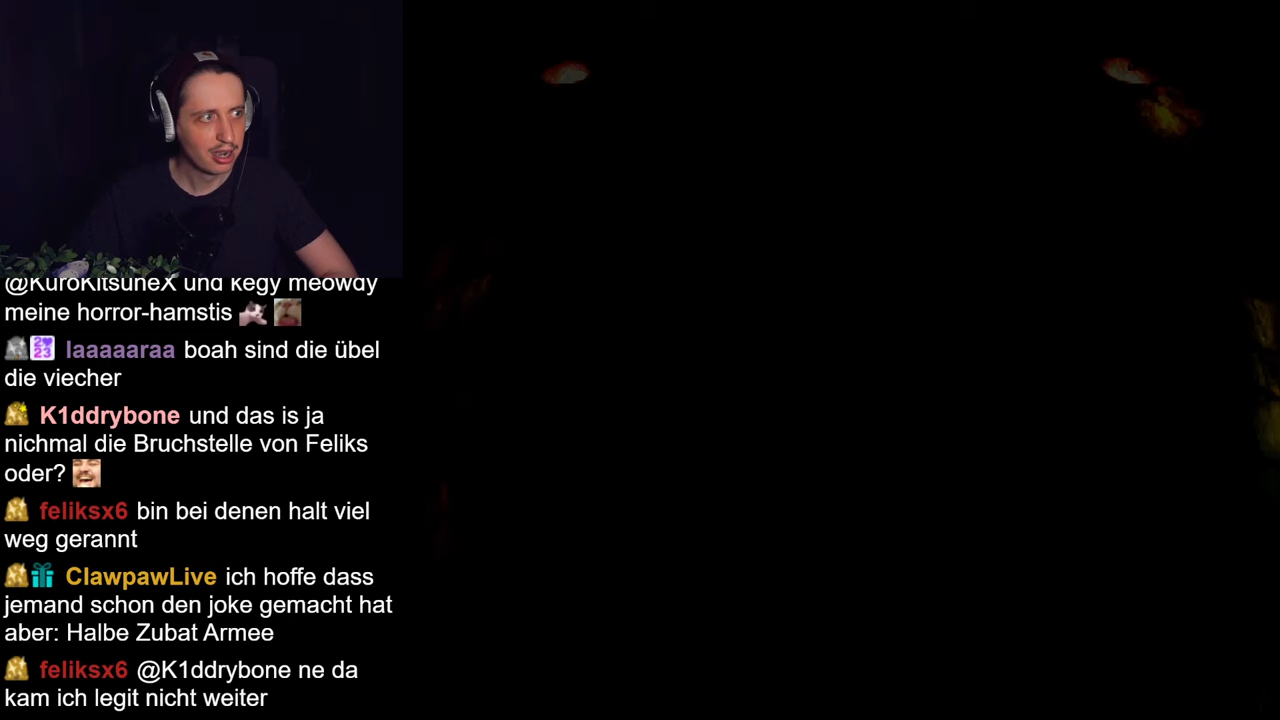 @KuroKitsuneX und kegy meowdy
meine horror-hamstis
laaaaaraa boah sind die übel
die viecher
K1ddrybone und das is ja
nichmal die Bruchstelle von Feliks
oder?
feliksx6 bin bei denen halt viel
weg gerannt
ClawpawLive ich hoffe dass
jemand schon den joke gemacht hat
aber: Halbe Zubat Armee
feliksx6 @K1ddrybone ne da
kam ich legit nicht weiter